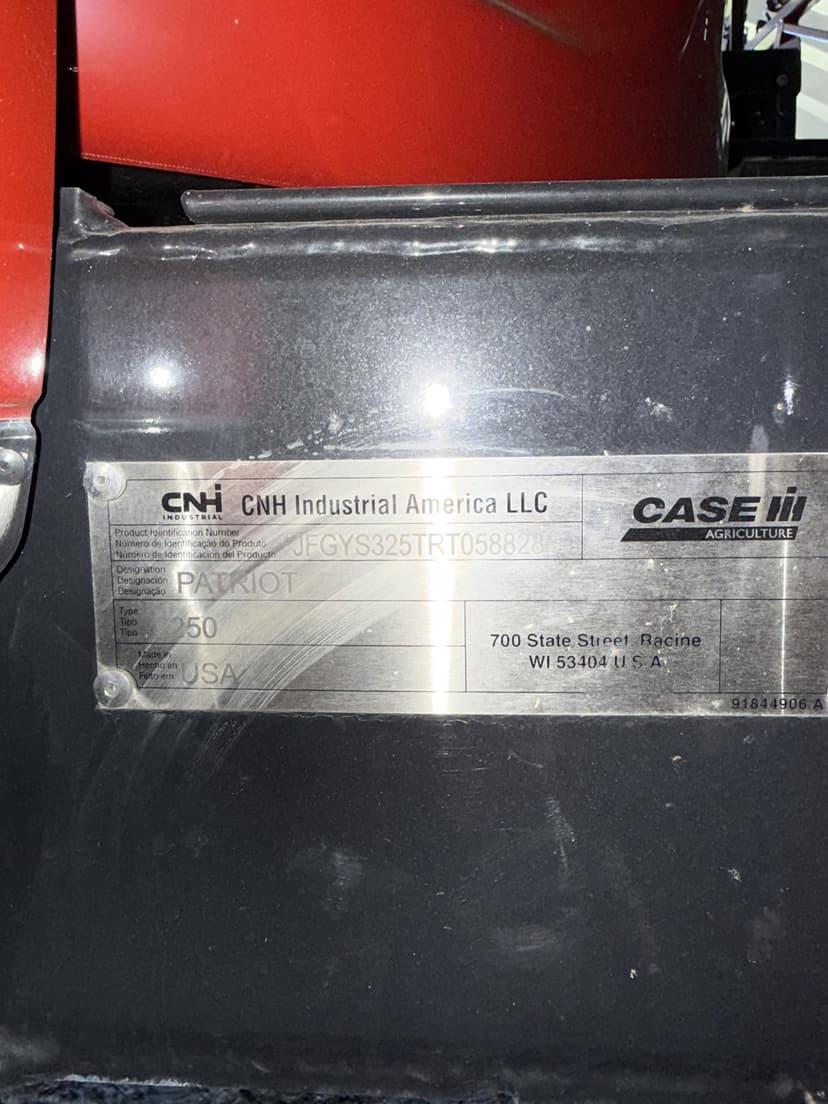 CNH
INDUSTRIAL
CNH Industrial America LLC
CASE IH
AGRICULTURE
Product Identification Number
Número de Identificação do Produto
Número de Identificación del Producto
Designation
Designación
Designação
PATRIOT
Type
Tipo
Tipo
250
Made in
Hecho en
Feito em
USA
700 State Street Racine
WI 53404 U S A
91844906 A